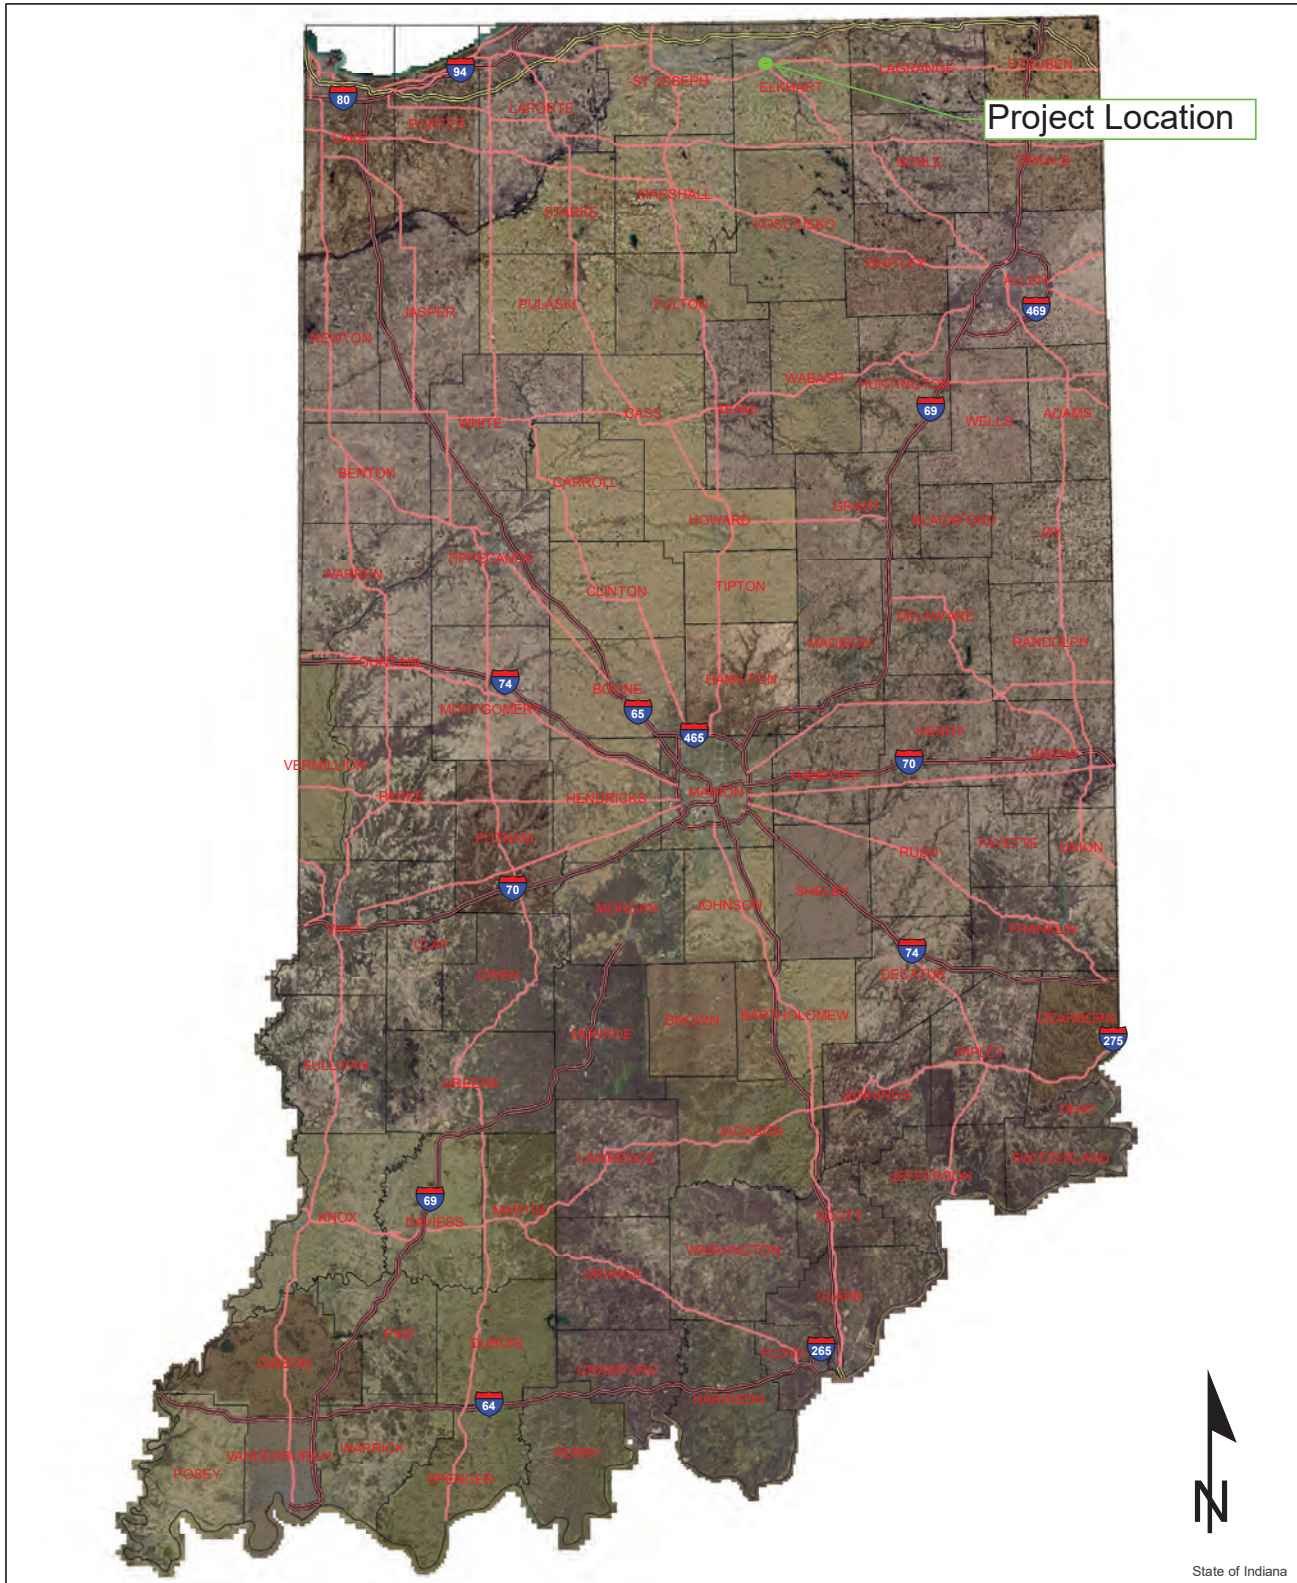 94
ST JOSEPH
LAGRANGE
STEUBEN
ELKHART
80
LAPORTE
Project Location
PORTER
LAKE
NOBLE
DEKALB
MARSHALL
STARKE
KOSCIUSKO
WHITLEY
ALLEN
PULASKI
FULTON
JASPER
469
NEWTON
WABASH
HUNTINGTON
69
MIAMI
CASS
ADAMS
WHITE
WELLS
BENTON
CARROLL
GRANT
HOWARD
BLACKFORD
JAY
TIPPECANOE
WARREN
CLINTON
TIPTON
DELAWARE
MADISON
RANDOLPH
FOUNTAIN
74
HAMILTON
BOONE
MONTGOMERY
65
465
HENRY
WAYNE
70
VERMILLION
HANCOCK
MARION
PARKE
HENDRICKS
PUTNAM
FAYETTE
UNION
RUSH
70
SHELBY
JOHNSON
MORGAN
VIGO
FRANKLIN
CLAY
74
OWEN
DECATUR
BROWN
BARTHOLOMEW
DEARBORN
MONROE
275
RIPLEY
SULLIVAN
GREENE
JENNINGS
OHIO
JACKSON
LAWRENCE
SWITZERLAND
JEFFERSON
69
MARTIN
KNOX
DAVIESS
SCOTT
WASHINGTON
ORANGE
CLARK
PIKE
DUBOIS
FLOYD
265
GIBSON
CRAWFORD
HARRISON
64
WARRICK
PERRY
VANDERBURGH
POSEY
SPENCER
N
State of Indiana